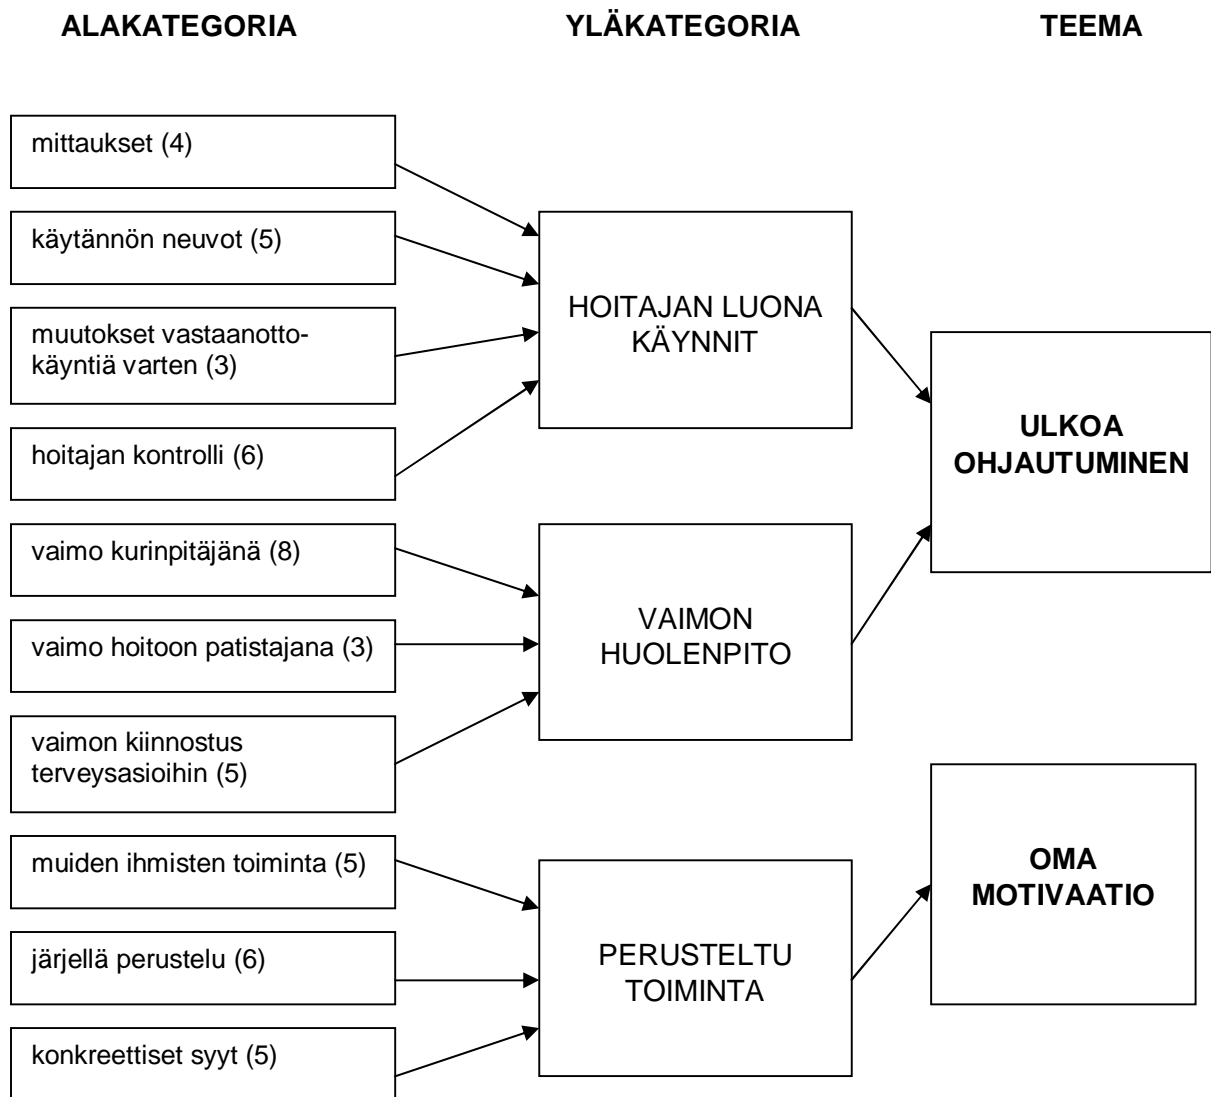 ALAKATEGORIA
YLÄKATEGORIA
TEEMA
mittaukset (4)
käytännön neuvot (5)
muutokset vastaanotto-
käyntiä varten (3)
hoitajan kontrolli (6)
vaimo kurinpitäjänä (8)
vaimo hoitoon patistajana (3)
vaimon kiinnostus
terveysasioihin (5)
muiden ihmisten toiminta (5)
järjellä perustelu (6)
konkreettiset syyt (5)
HOITAJAN LUONA
KÄYNNIT
VAIMON
HUOLENPITO
PERUSTELTU
TOIMINTA
ULKOA
OHJAUTUMINEN
OMA
MOTIVAATIO